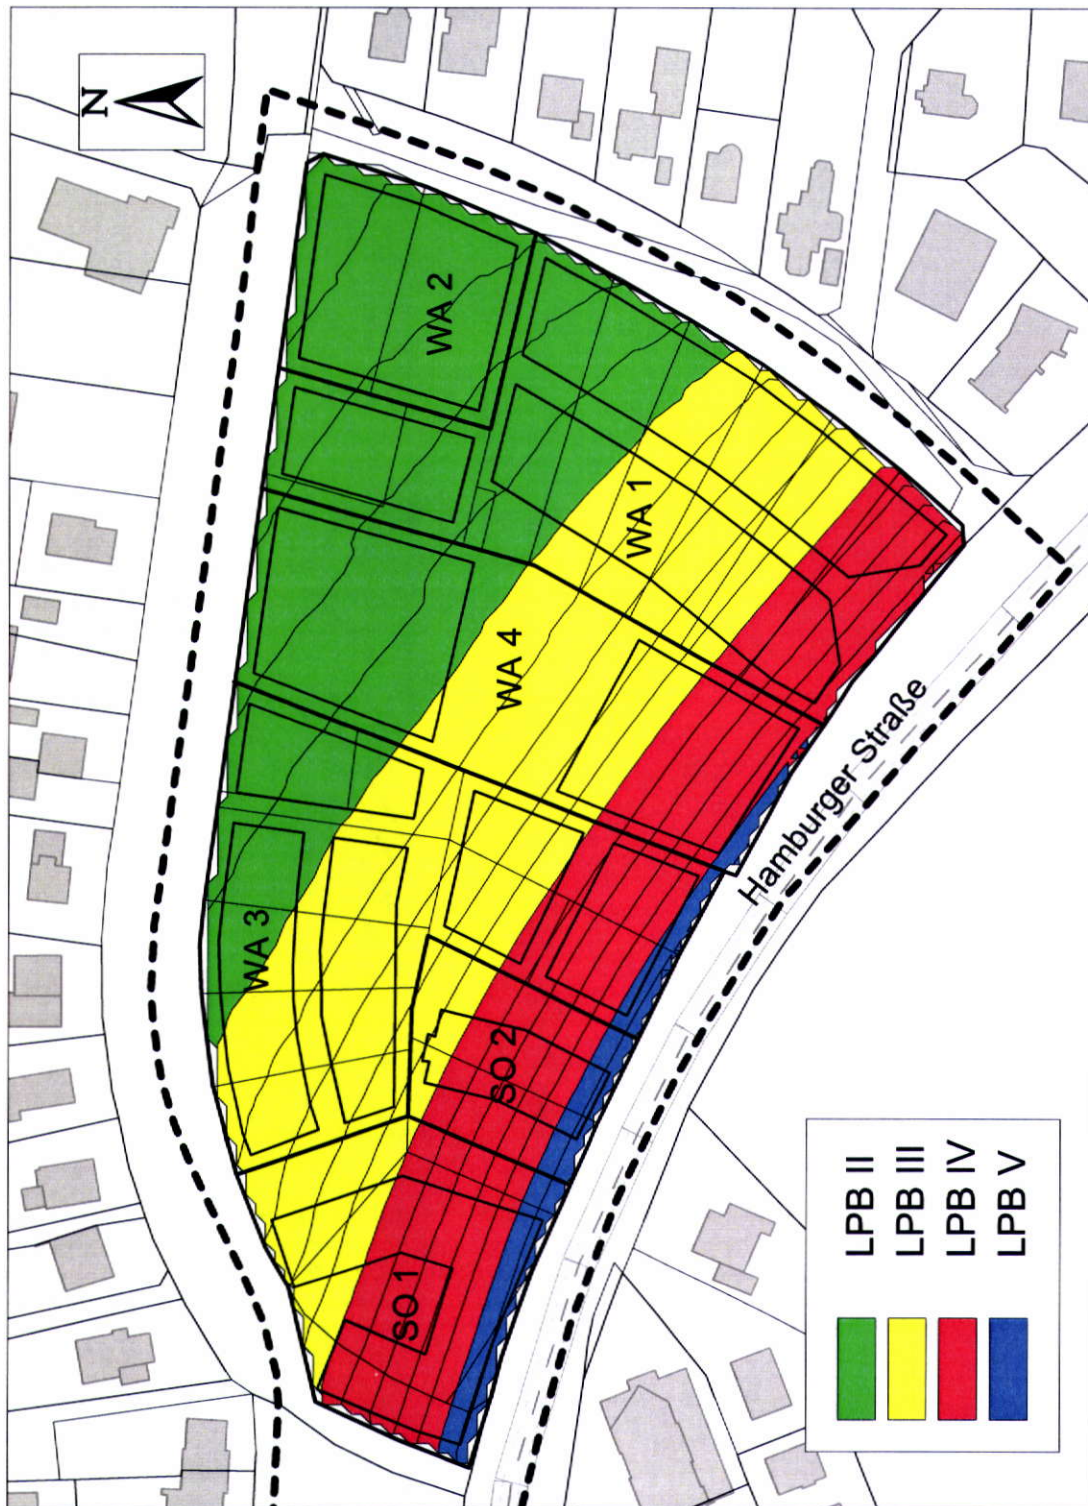 N
WA 2
WA 1
WA 4
WA 3
SO 2
SO 1
Hamburger Straße
LPB II
LPB III
LPB IV
LPB V